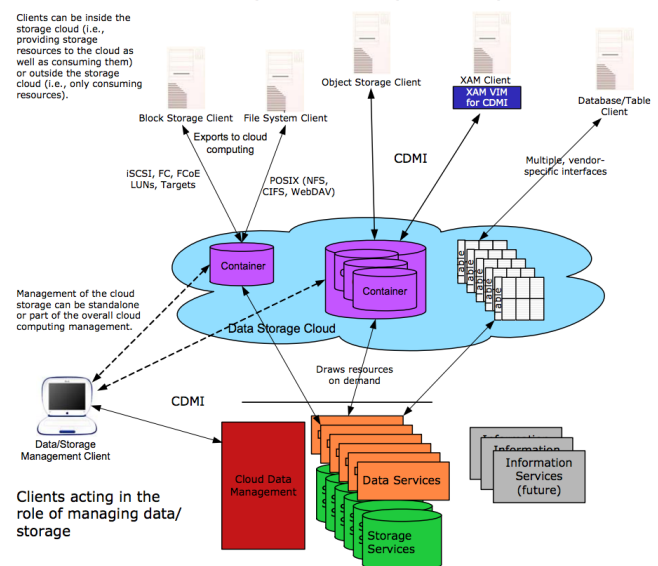 Clients can be inside the
storage cloud (i.e.,
providing storage
resources to the cloud as
well as consuming them)
or outside the storage
cloud (i.e., only consuming
resources).
Block Storage Client
File System Client
Object Storage Client
XAM Client
XAM VIM
for CDMI
Database/Table
Client
Exports to cloud
computing
iSCSI, FC, FCoE
LUNs, Targets
POSIX (NFS,
CIFS, WebDAV)
CDMI
Multiple, vendor-
specific interfaces
Container
Container
Table
Table
Table
Table
Table
Management of the cloud
storage can be standalone
or part of the overall cloud
computing management.
Data Storage Cloud
Draws resources
on demand
CDMI
Data/Storage
Management Client
Cloud Data
Management
Data Services
Storage
Services
Information
Information
Services
(future)
Clients acting in the
role of managing data/
storage